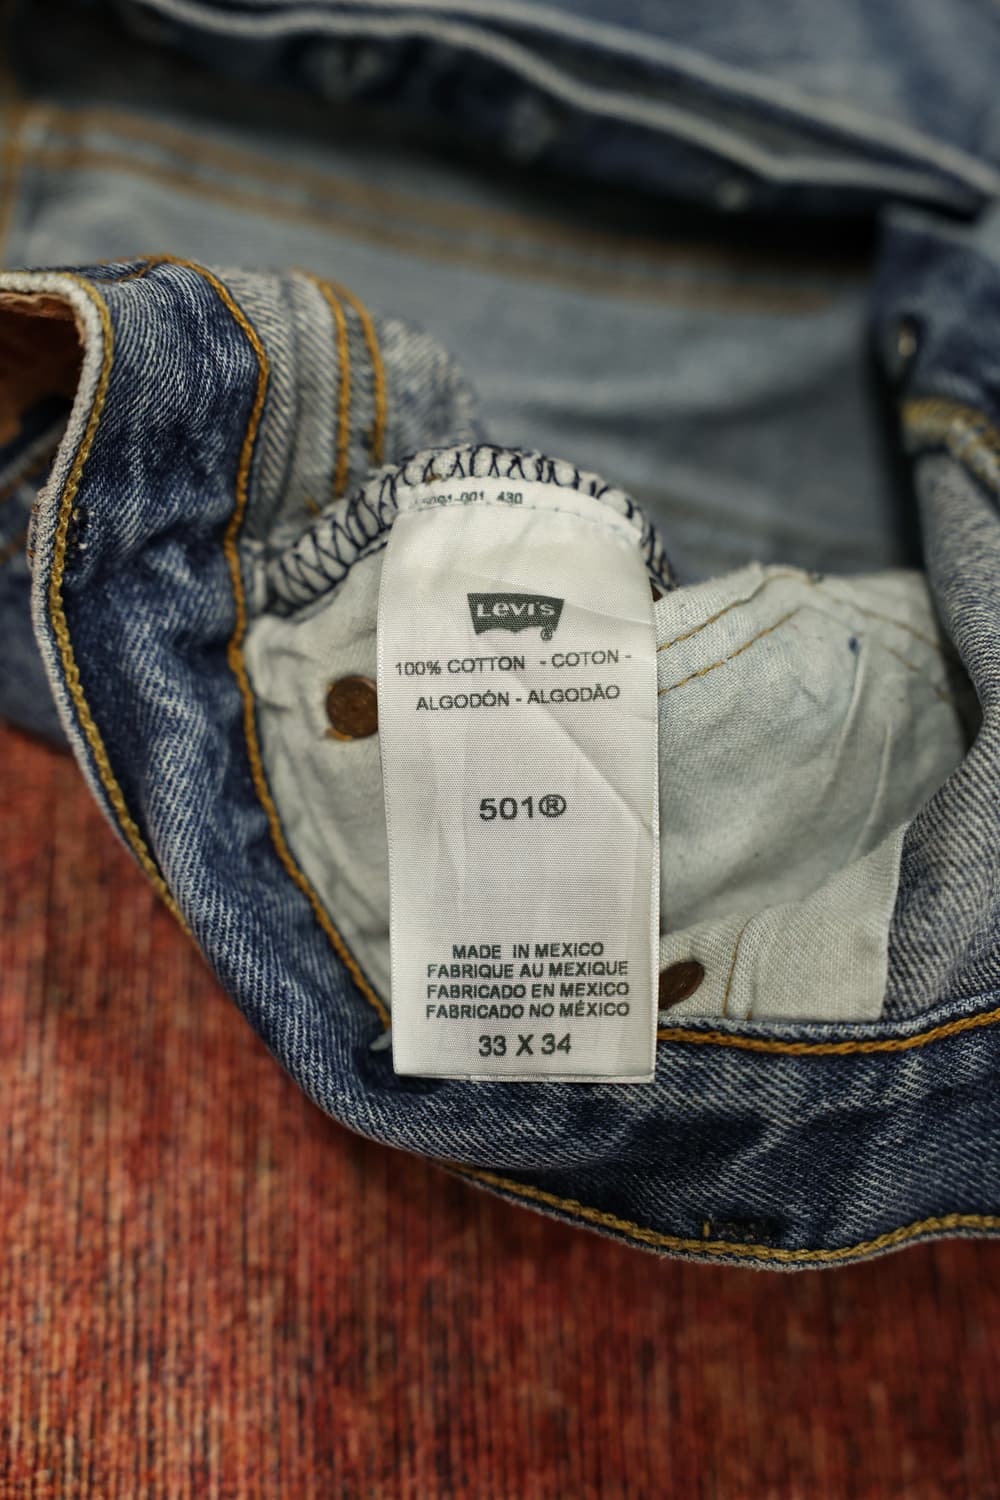 430
Levi's
®
100% COTTON - COTON -
ALGODÓN - ALGODÃO
501®
MADE IN MEXICO
FABRIQUE AU MEXIQUE
FABRICADO EN MEXICO
FABRICADO NO MÉXICO
33 X 34